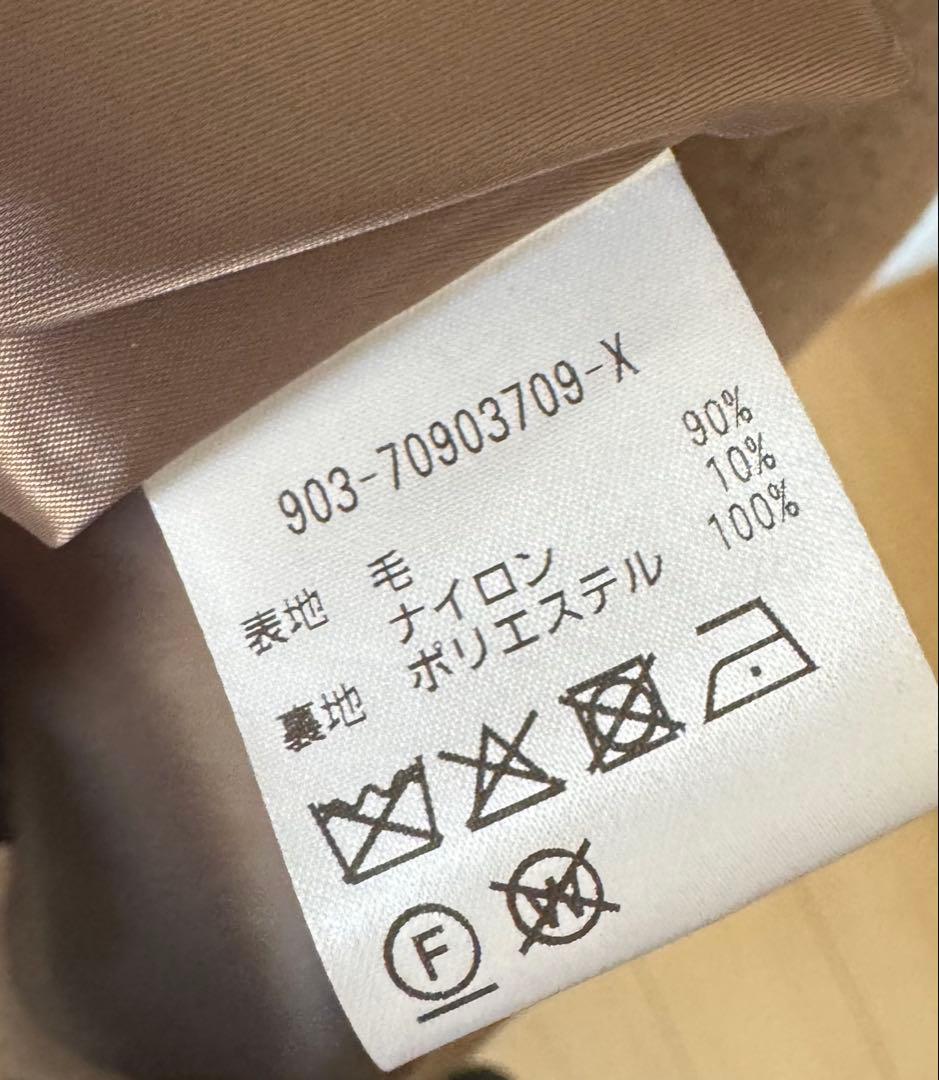 903-70903709-X
表地 毛 90%
ナイロン 10%
裏地 ポリエステル 100%
F
W